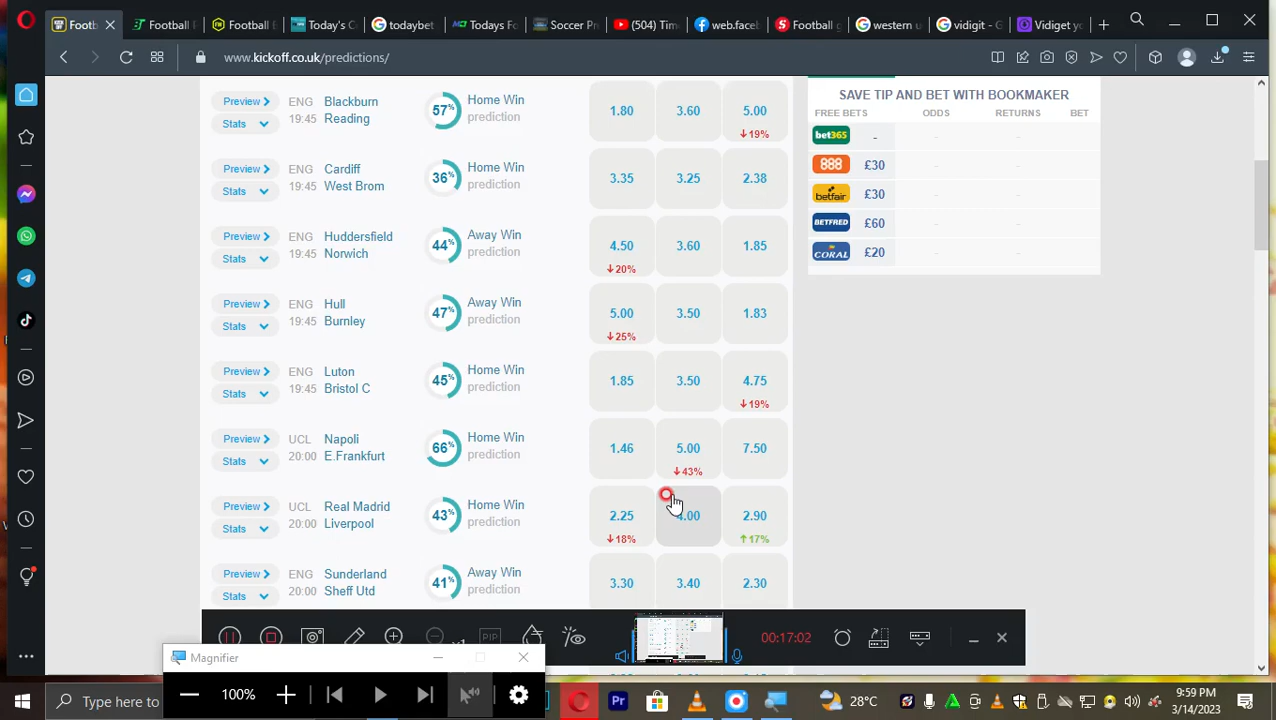 Footb
Football F
Football B
Today's C
todaybet
Todays Fo
Soccer Pr
(504) Tim
web.face
Football g
western u
vidigit - G
Vidget yo
www.kickoff.co.uk/predictions/
Preview ENG Blackburn 57% Home Win 1.80 3.60 5.00
Stats 19:45 Reading prediction 19%
Preview Cardiff 36% Home Win 3.35 3.25 2.38
Stats 19:45 West Brom prediction
ENG
Preview ENG Huddersfield 44% Away Win 4.50 3.60 1.85
Stats 19:45 Norwich prediction 20%
Preview ENG Hull 47% Away Win 5.00 3.50 1.83
Stats 19:45 Burnley prediction 25%
Preview ENG Luton 45% Home Win 1.85 3.50 4.75
Stats 19:45 Bristol C prediction 19%
Preview UCL Napoli 66% Home Win 1.46 5.00 7.50
Stats 20:00 E.Frankfurt prediction 43%
Preview UCL Real Madrid 43% Home Win 2.25 4.00 2.90
Stats 20:00 Liverpool prediction 18% 17%
Preview ENG Sunderland 41% Away Win 3.30 3.40 2.30
Stats 20:00 Sheff Utd prediction
SAVE TIP AND BET WITH BOOKMAKER
FREE BETS ODDS RETURNS BET
bet365 -
888 £30
betfair £30
BETFRED £60
CORAL £20
PIP
00:17:02
Magnifier
100%
Type here to
Pr
28°C
9:59 PM
3/14/2023